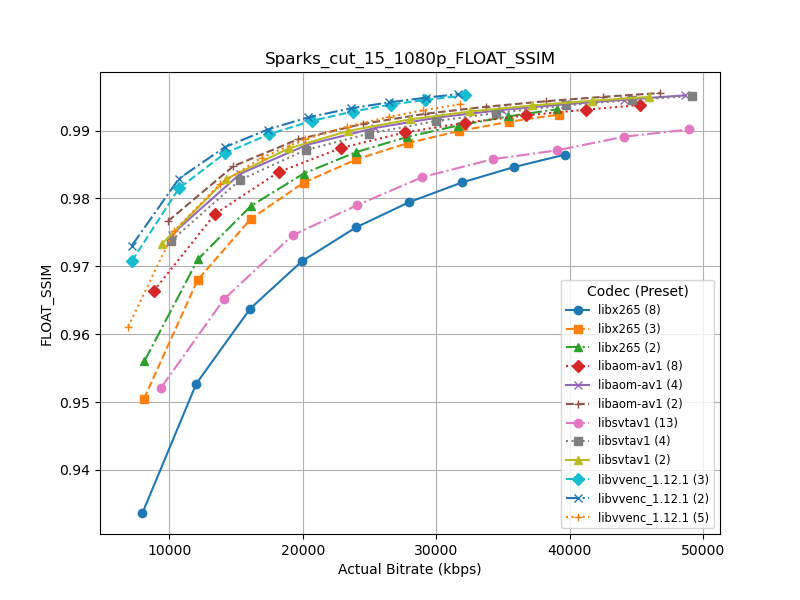 Sparks_cut_15_1080p_FLOAT_SSIM
FLOAT_SSIM
0.99
0.98
0.97
0.96
0.95
0.94
10000
20000
30000
40000
50000
Actual Bitrate (kbps)
Codec (Preset)
libx265 (8)
libx265 (3)
libx265 (2)
libaom-av1 (8)
libaom-av1 (4)
libaom-av1 (2)
libsvtav1 (13)
libsvtav1 (4)
libsvtav1 (2)
libvvenc_1.12.1 (3)
libvvenc_1.12.1 (2)
libvvenc_1.12.1 (5)